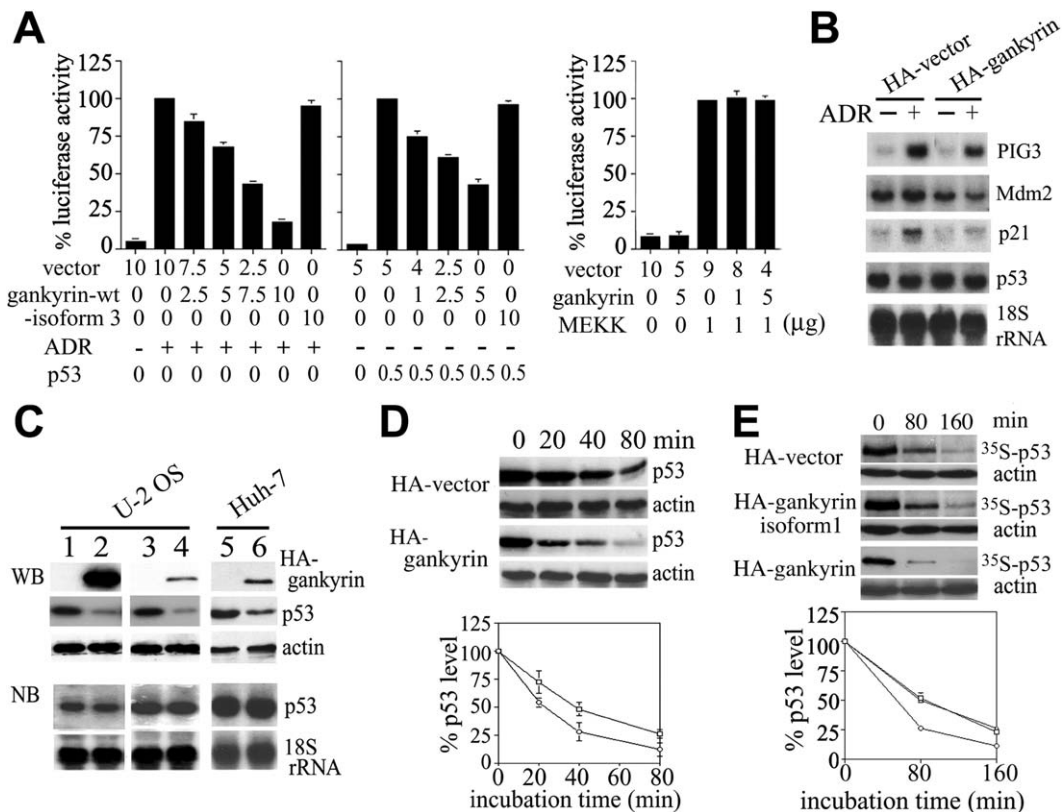 A
% luciferase activity
125
100
75
50
25
0
vector 10 10 7.5 5 2.5 0 0
gankyrin-wt 0 0 2.5 5 7.5 10 0
-isoform 3 0 0 0 0 0 0 10
ADR - + + + + + +
p53 0 0 0 0 0 0 0
125
100
75
50
25
0
5 5 4 2.5 0 0
0 0 1 2.5 5 0
0 0 0 0 0 10
- - - - - -
0 0.5 0.5 0.5 0.5 0.5
% luciferase activity
125
100
75
50
25
0
vector 10 5 9 8 4
gankyrin 0 5 0 1 5
MEKK 0 0 1 1 1 (μg)
B
HA-vector
HA-gankyrin
ADR - + - +
PIG3
Mdm2
p21
p53
18S
rRNA
C
U-2 OS
Huh-7
1 2 3 4 5 6
WB
HA-
gankyrin
p53
actin
NB
p53
18S
rRNA
D
0 20 40 80 min
HA-vector
p53
actin
HA-
gankyrin
p53
actin
% p53 level
125
100
75
50
25
0
0 20 40 60 80
incubation time (min)
E
0 80 160 min
HA-vector
35S-p53
actin
HA-gankyrin
isoform1
35S-p53
actin
HA-gankyrin
35S-p53
actin
% p53 level
125
100
75
50
25
0
0 80 160
incubation time (min)